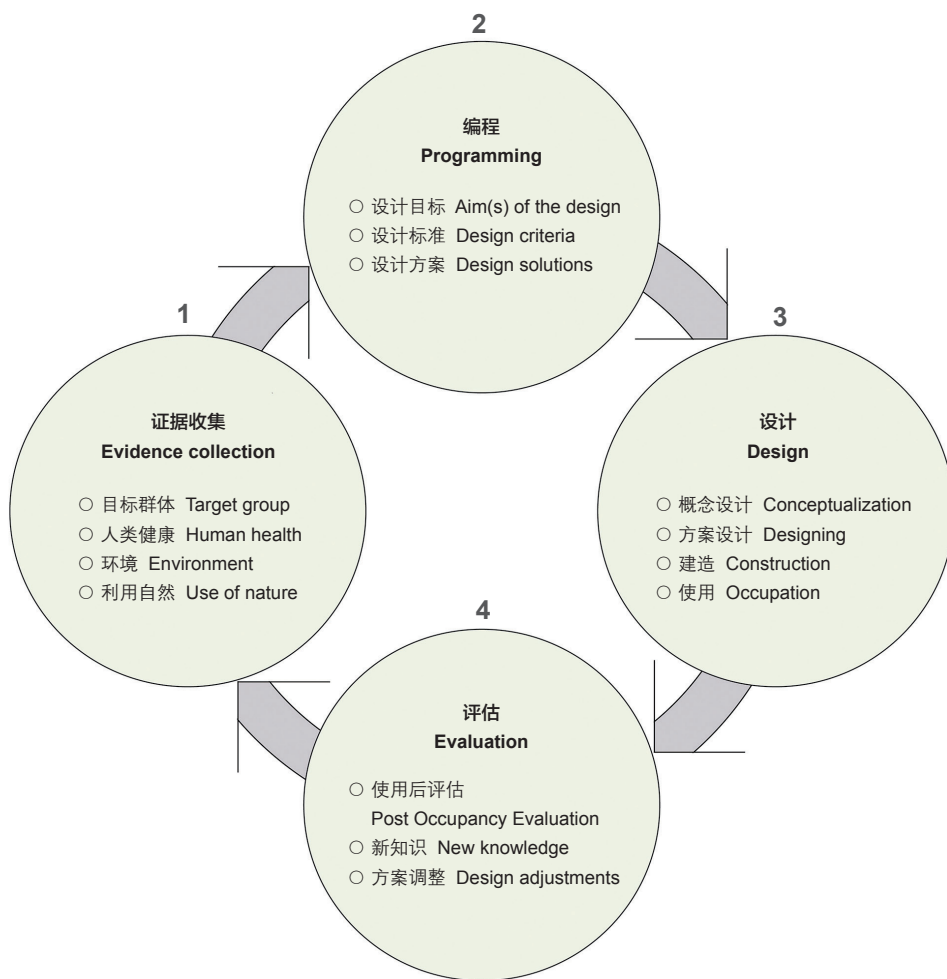 1
证据收集
Evidence collection
○ 目标群体 Target group
○ 人类健康 Human health
○ 环境 Environment
○ 利用自然 Use of nature
2
编程
Programming
○ 设计目标 Aim(s) of the design
○ 设计标准 Design criteria
○ 设计方案 Design solutions
3
设计
Design
○ 概念设计 Conceptualization
○ 方案设计 Designing
○ 建造 Construction
○ 使用 Occupation
4
评估
Evaluation
○ 使用后评估
Post Occupancy Evaluation
○ 新知识 New knowledge
○ 方案调整 Design adjustments